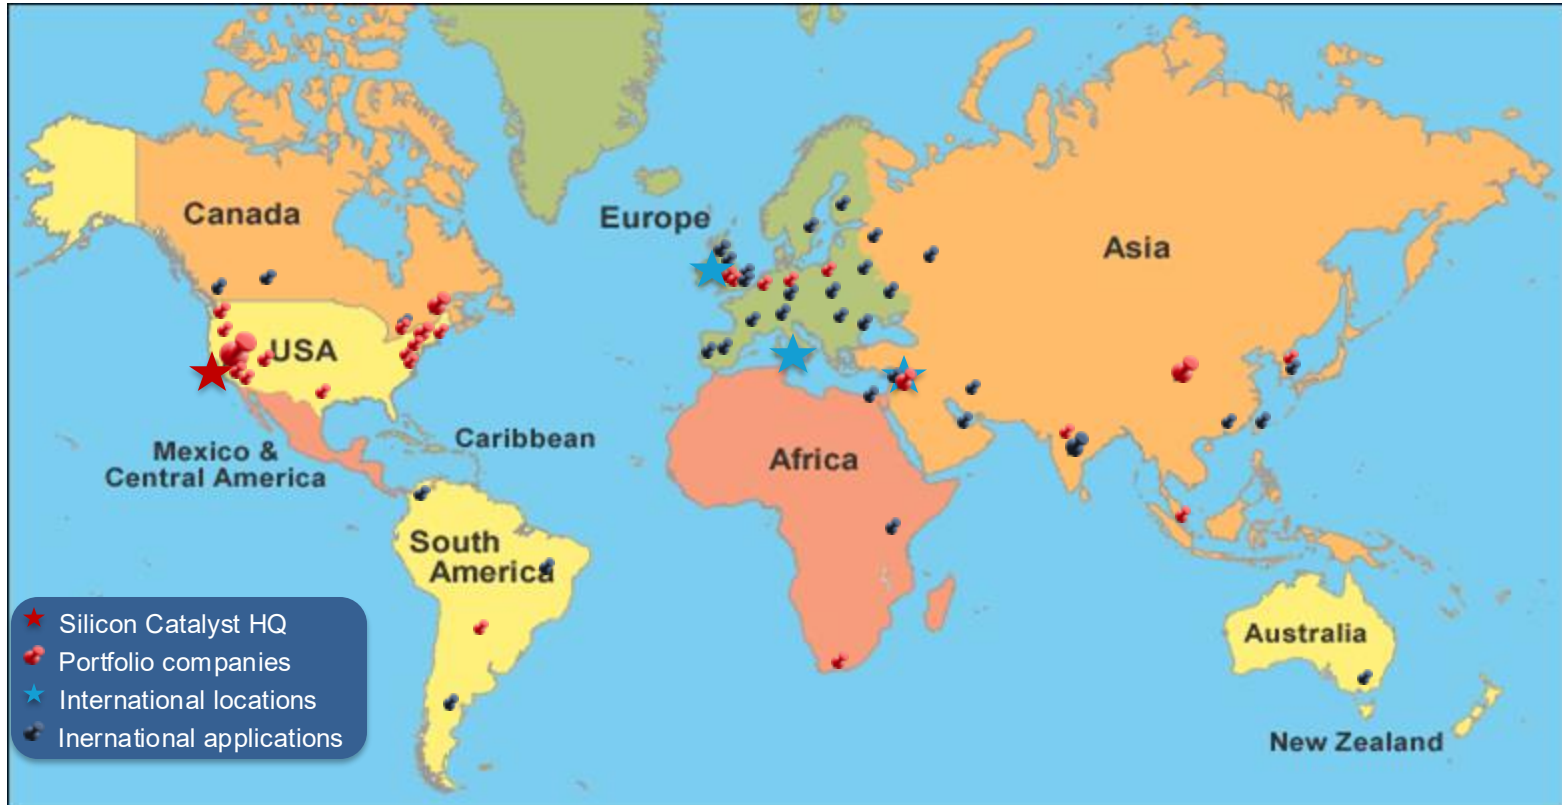 Canada
Europe
Asia
USA
Mexico &
Central America
Caribbean
Africa
South
America
Silicon Catalyst HQ
Portfolio companies
International locations
Inernational applications
Australia
New Zealand